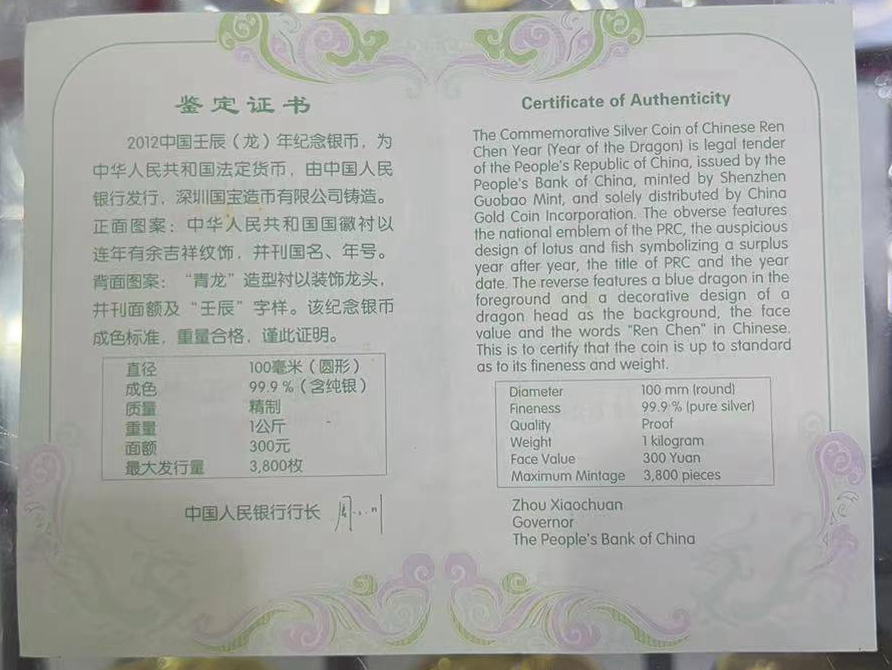 鉴定证书
2012中国壬辰（龙）年纪念银币，为
中华人民共和国法定货币，由中国人民
银行发行，深圳国宝造币有限公司铸造。
正面图案：中华人民共和国国徽衬以
连年有余吉祥纹饰，并刊国名、年号。
背面图案：“青龙”造型衬以装饰龙头，
并刊面额及“壬辰”字样。该纪念银币
成色标准，重量合格，谨此证明。
直径 100毫米（圆形）
成色 99.9％（含纯银）
质量 精制
重量 1公斤
面额 300元
最大发行量 3,800枚
中国人民银行行长
Certificate of Authenticity
The Commemorative Silver Coin of Chinese Ren
Chen Year (Year of the Dragon) is legal tender
of the People's Republic of China, issued by the
People's Bank of China, minted by Shenzhen
Guobao Mint, and solely distributed by China
Gold Coin Incorporation. The obverse features
the national emblem of the PRC, the auspicious
design of lotus and fish symbolizing a surplus
year after year, the title of PRC and the year
date. The reverse features a blue dragon in the
foreground and a decorative design of a
dragon head as the background, the face
value and the words "Ren Chen" in Chinese.
This is to certify that the coin is up to standard
as to its fineness and weight.
Diameter 100 mm (round)
Fineness 99.9 % (pure silver)
Quality Proof
Weight 1 kilogram
Face Value 300 Yuan
Maximum Mintage 3,800 pieces
Zhou Xiaochuan
Governor
The People's Bank of China